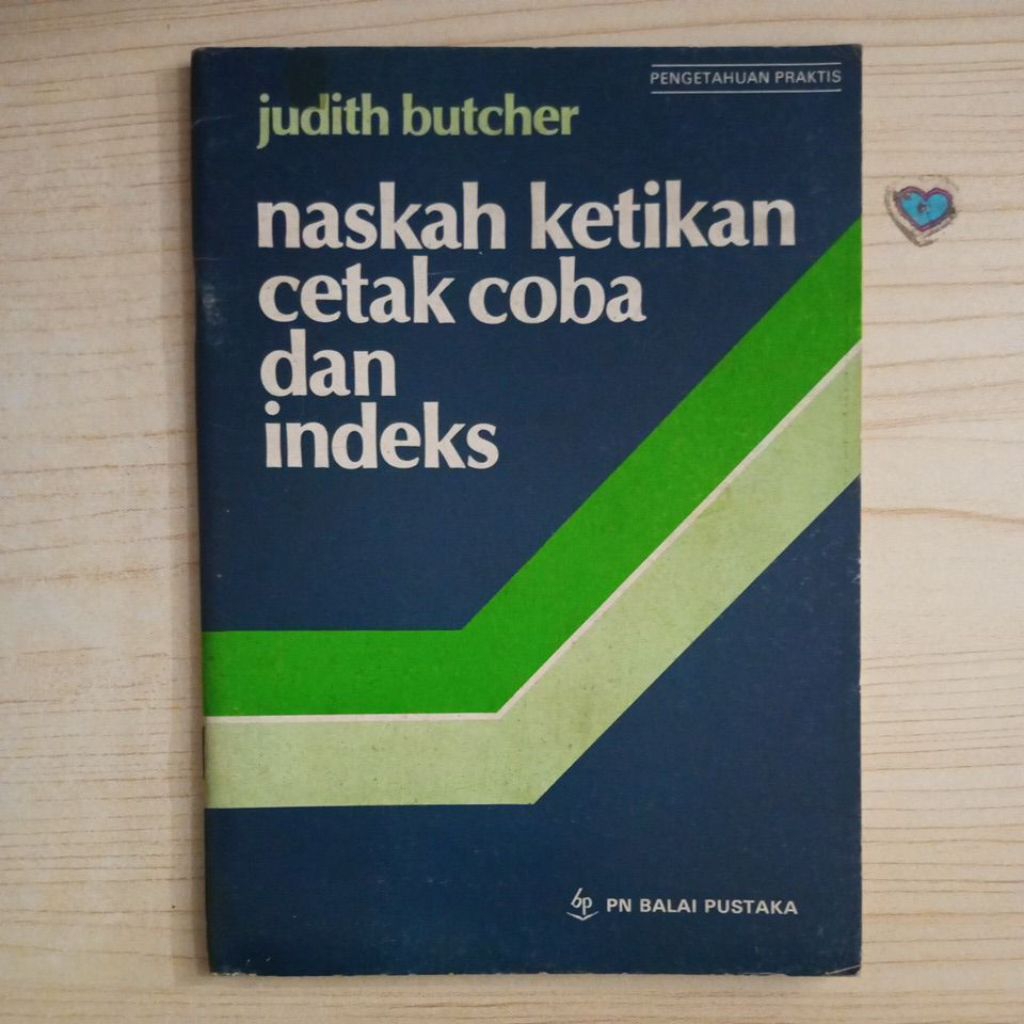 PENGETAHUAN PRAKTIS
judith butcher
naskah ketikan
cetak coba
dan
indeks
bp PN BALAI PUSTAKA